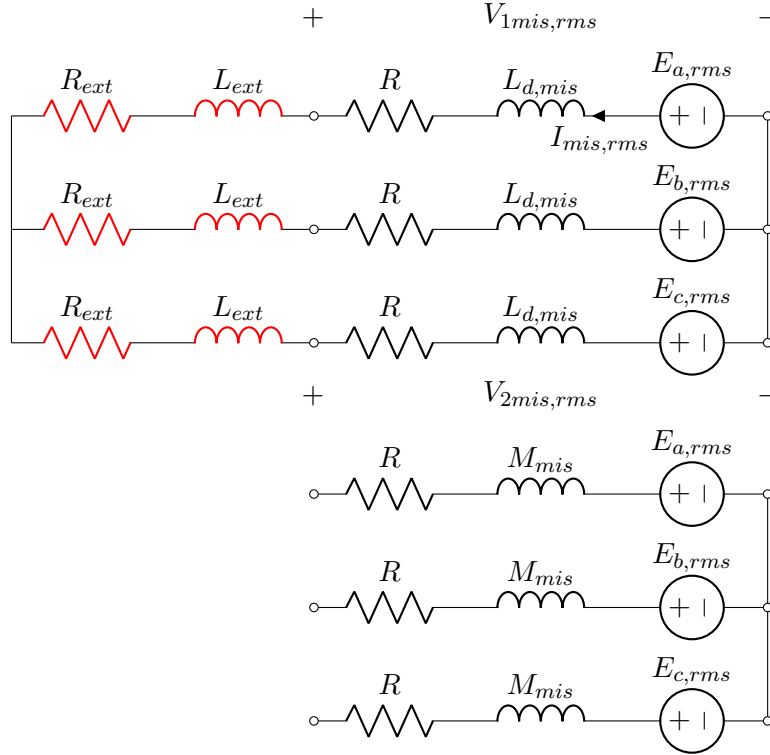 + V1mis,rms −
Rext Lext R Ld,mis Ea,rms
+ −
Imis,rms
Rext Lext R Ld,mis Eb,rms
+ −
Rext Lext R Ld,mis Ec,rms
+ −
+ V2mis,rms −
R Mmis Ea,rms
+ −
R Mmis Eb,rms
+ −
R Mmis Ec,rms
+ −